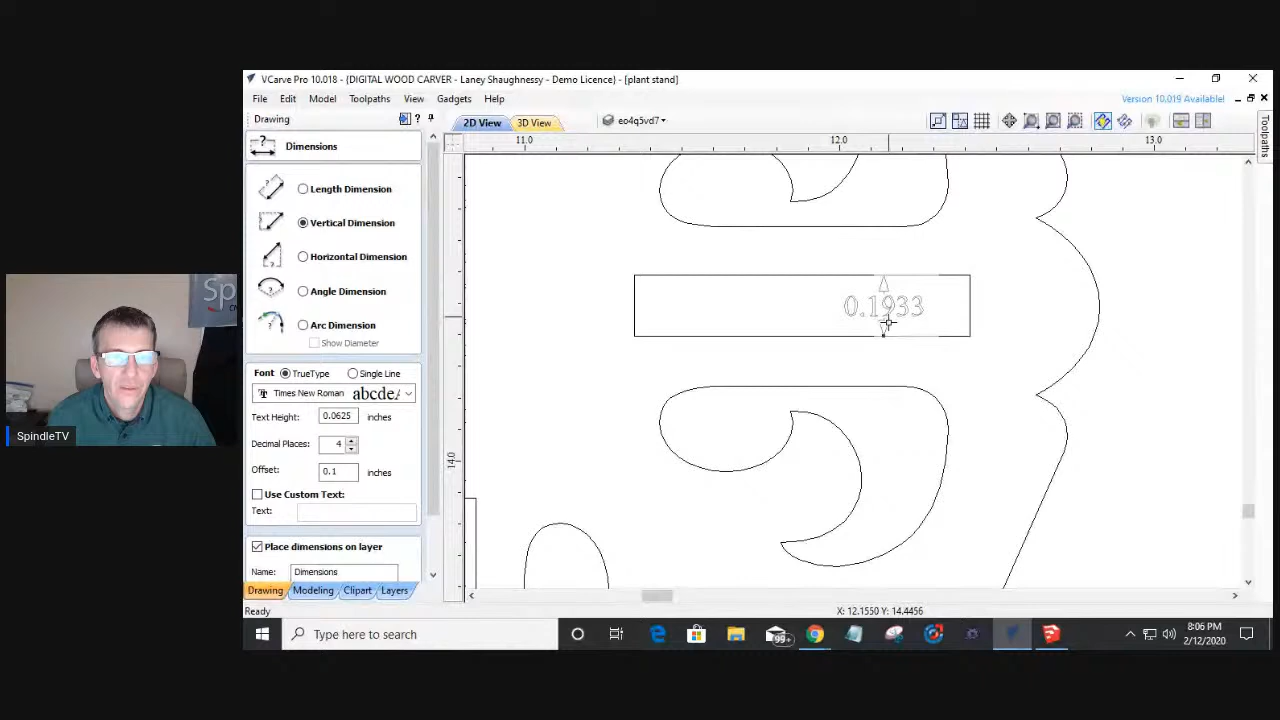 VCarve Pro 10.018 - {DIGITAL WOOD CARVER - Laney Shaughnessy - Demo Licence} - [plant stand]
File Edit Model Toolpaths View Gadgets Help
Version 10.019 Available!
Drawing
2D View 3D View eo4q5vd7
Toolpaths
Dimensions
11.0 12.0 13.0
Length Dimension
Vertical Dimension
Horizontal Dimension
Angle Dimension
Arc Dimension
Show Diameter
0.1933
Font TrueType Single Line
Times New Roman abcde
Text Height: 0.0625 inches
Decimal Places: 4
Offset: 0.1 inches
Use Custom Text:
Text:
14.0
Place dimensions on layer
Name: Dimensions
Drawing Modeling Clipart Layers
Ready
X: 12.1550 Y: 14.4456
Sp
SpindleTV
Type here to search
99+
8:06 PM
2/12/2020